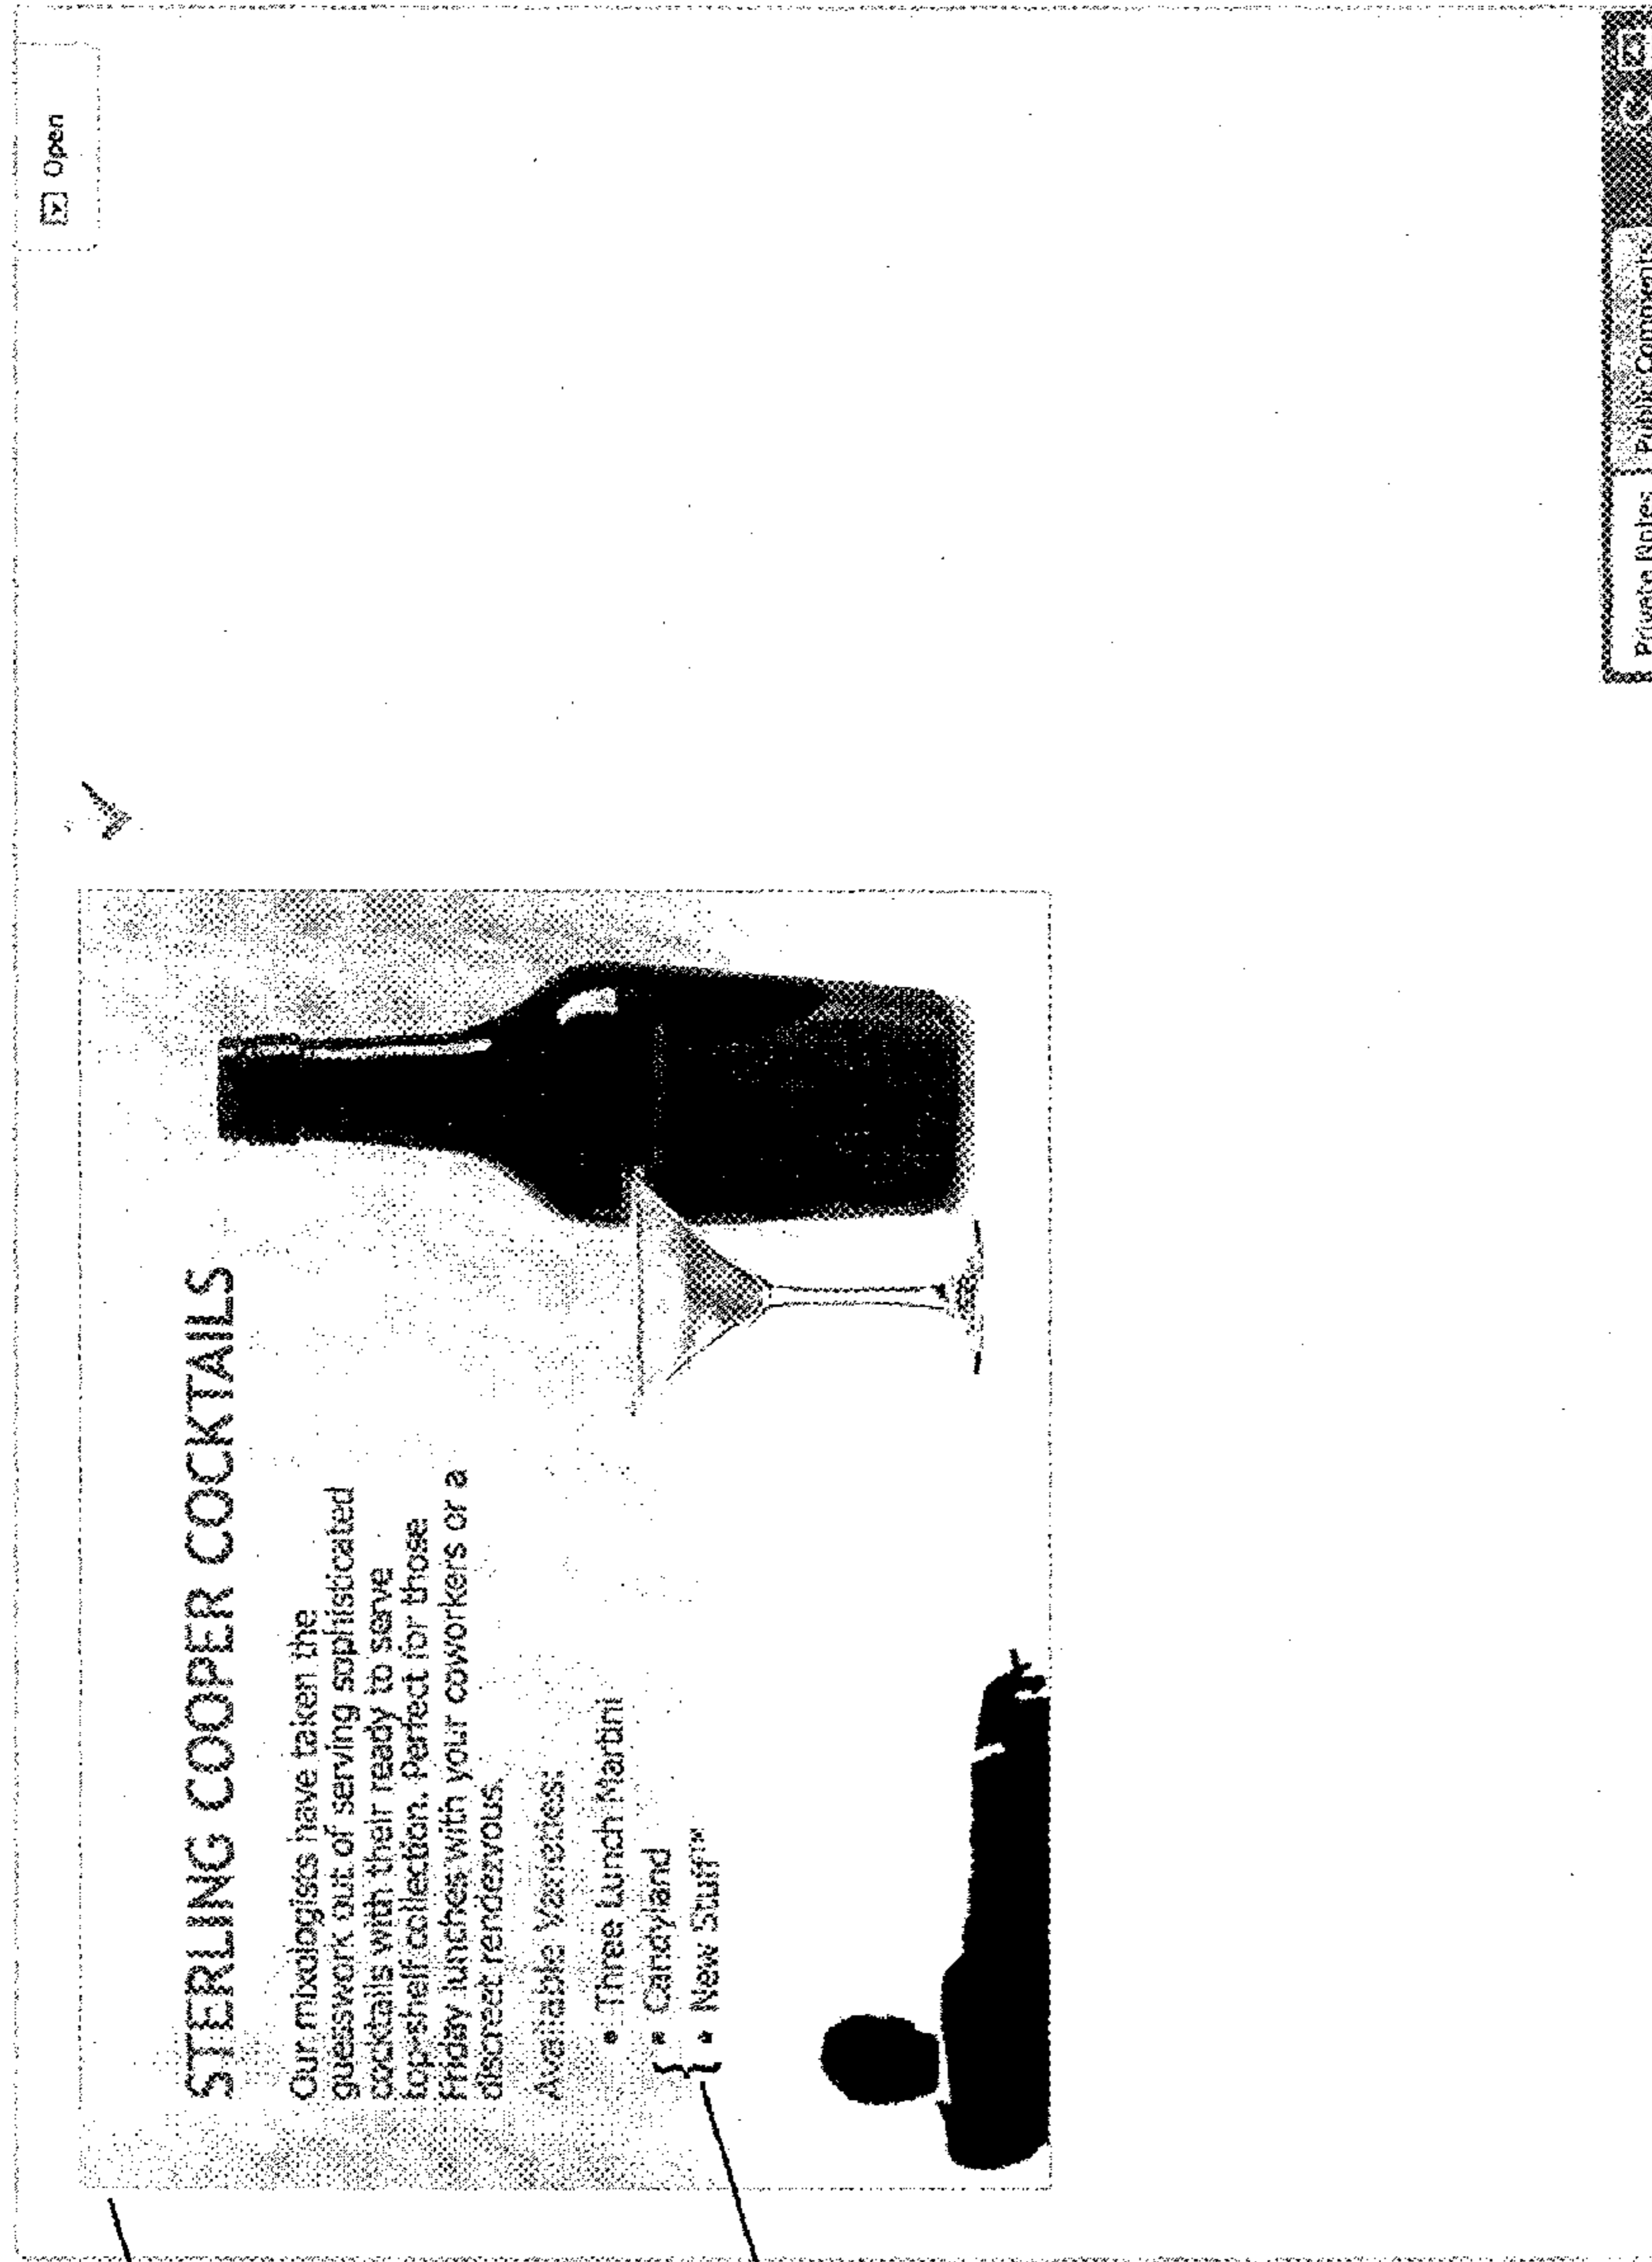 Open
STERLING COOPER COCKTAILS
Our mixologists have taken the
guesswork out of serving sophisticated
cocktails with their ready to serve
top-shelf collection. Perfect for those
Friday lunches with your coworkers or a
discreet rendezvous.
Available Varieties:
• Three Lunch Martini
• Candyland
• New Stuff™
Private Notes Public Comments